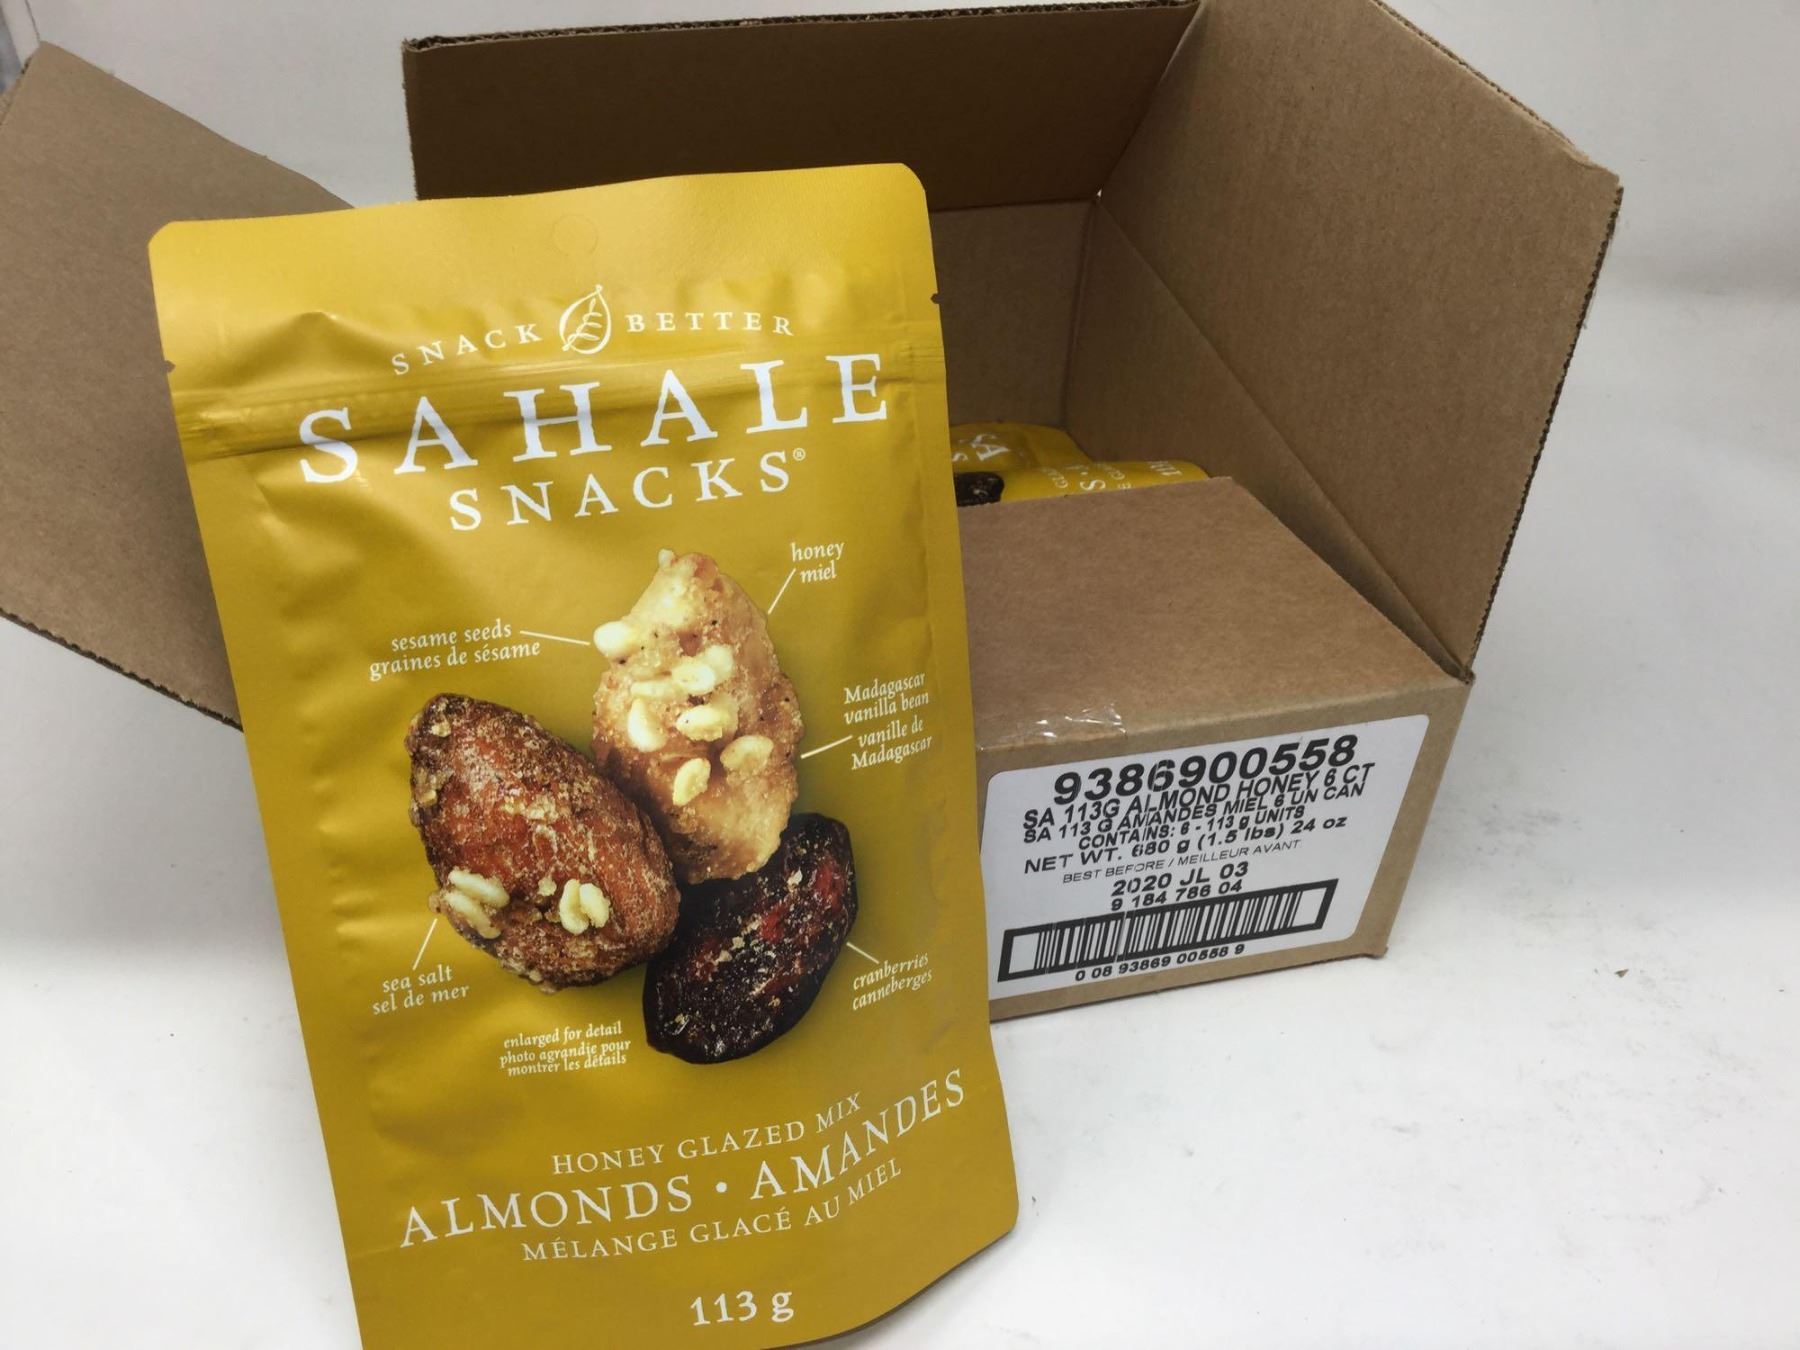 SNACK BETTER
SAHALE
SNACKS®
honey
miel
sesame seeds
graines de sésame
Madagascar
vanilla bean
vanille de
Madagascar
sea salt
sel de mer
cranberries
canneberges
enlarged for detail
photo agrandie pour
montrer les détails
HONEY GLAZED MIX
ALMONDS • AMANDES
MÉLANGE GLACÉ AU MIEL
113 g
9386900558
SA 113G ALMOND HONEY 6 CT
SA 113 G AMANDES MIEL 6 UN CAN
CONTAINS: 6 - 113 g UNITS
NET WT. 680 g (1.5 lbs) 24 oz
BEST BEFORE / MEILLEUR AVANT
2020 JL 03
9 184 786 04
0 08 93869 00558 9